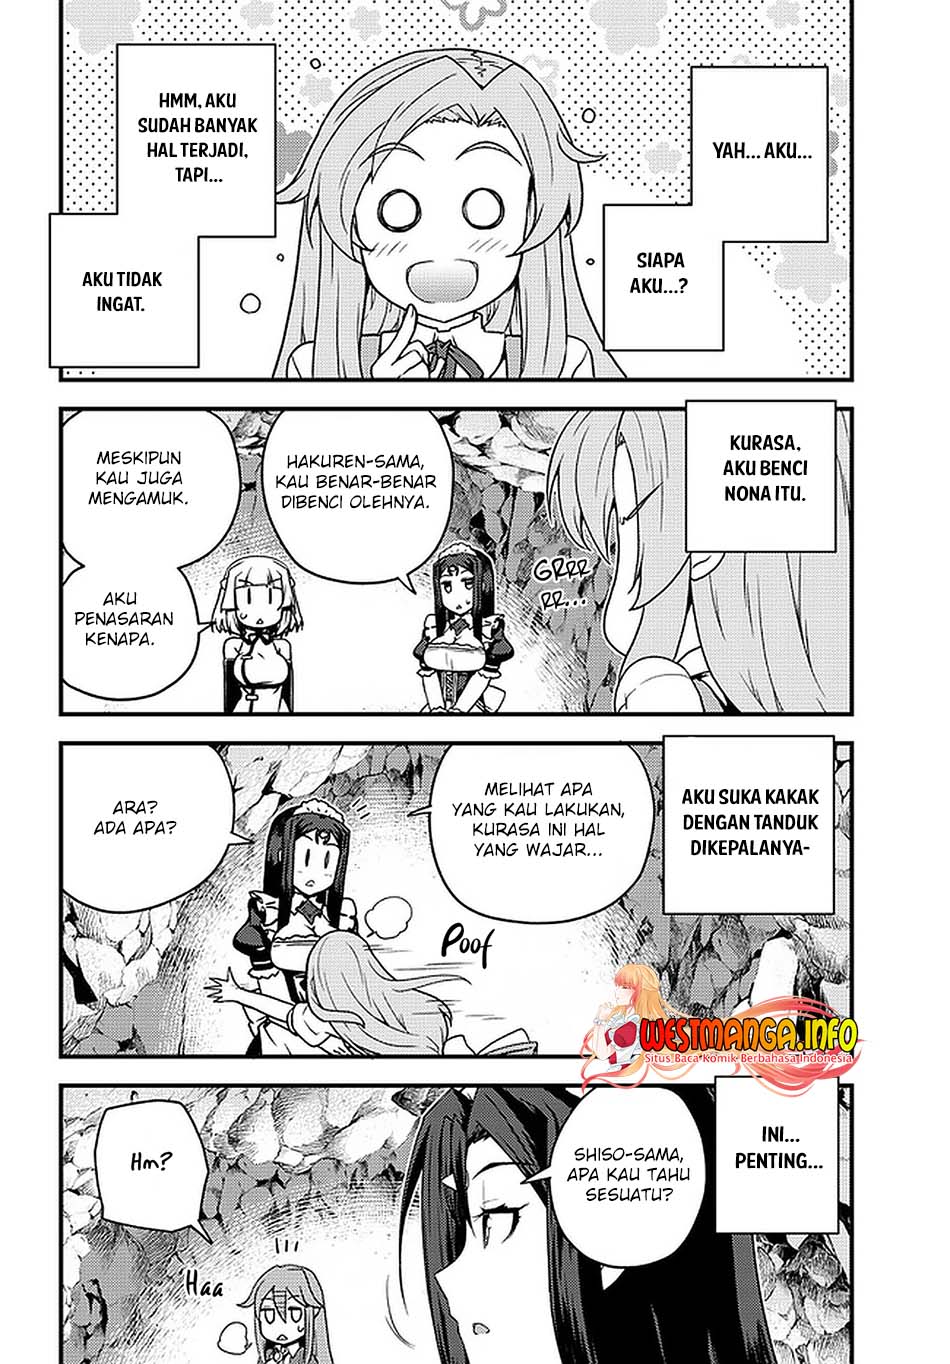 YAH... AKU...
SIAPA
AKU...?
HMM, AKU
SUDAH BANYAK
HAL TERJADI,
TAPI...
AKU TIDAK
INGAT.
KURASA,
AKU BENCI
NONA ITU.
GRRR
RR...
HAKUREN-SAMA,
KAU BENAR-BENAR
DIBENCI OLEHNYA.
MESKIPUN
KAU JUGA
MENGAMUK.
AKU
PENASARAN
KENAPA.
AKU SUKA KAKAK
DENGAN TANDUK
DIKEPALANYA-
MELIHAT APA
YANG KAU LAKUKAN,
KURASA INI HAL
YANG WAJAR...
ARA?
ADA APA?
Poof
WESTMANGA.INFO
Situs Baca Komik Berbahasa Indonesia
INI...
PENTING...
SHISO-SAMA,
APA KAU TAHU
SESUATU?
Hm?
Haa